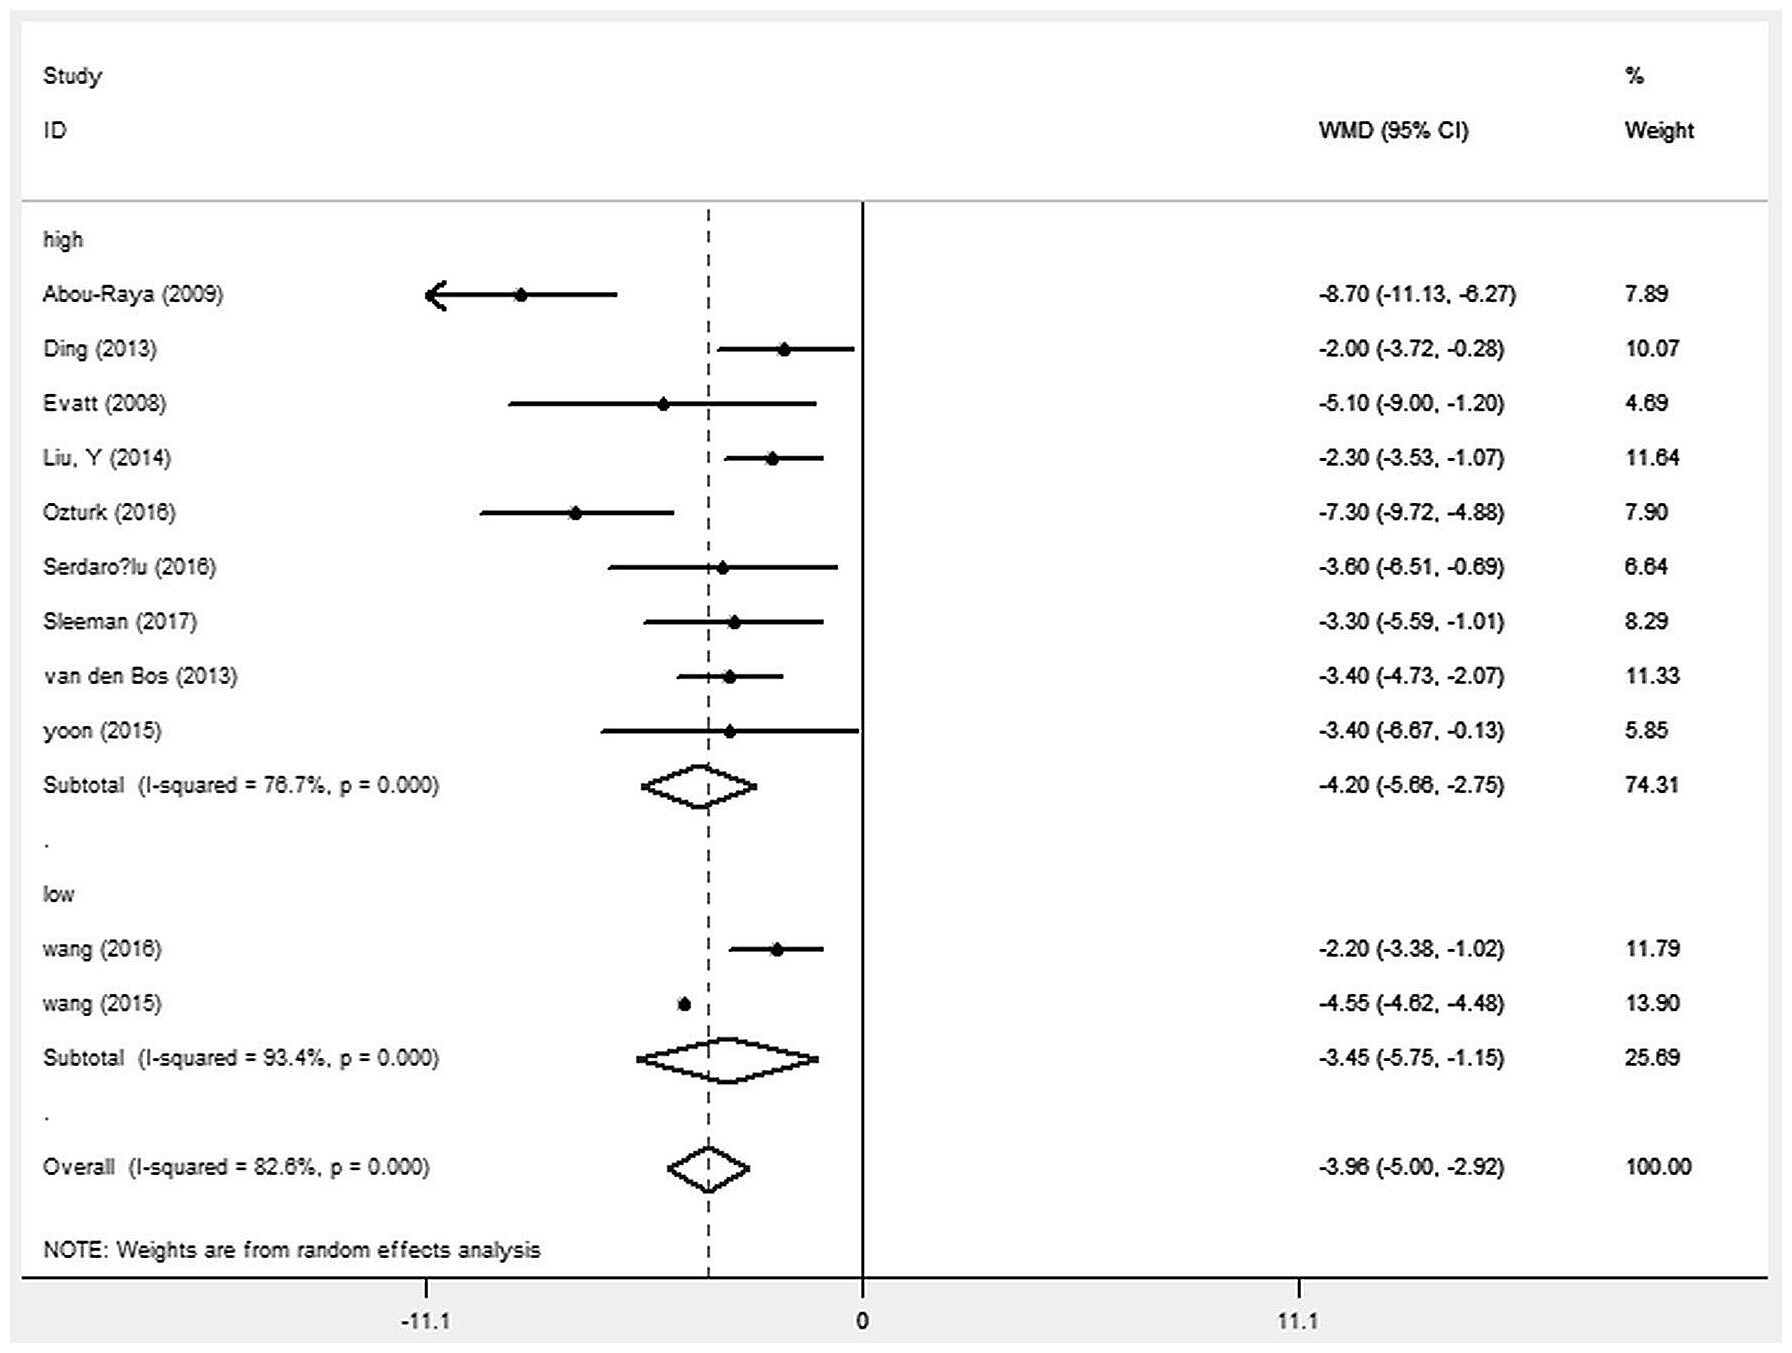 Study %
ID WMD (95% CI) Weight
high
Abou-Raya (2009) -8.70 (-11.13, -6.27) 7.89
Ding (2013) -2.00 (-3.72, -0.28) 10.07
Evatt (2008) -5.10 (-9.00, -1.20) 4.69
Liu, Y (2014) -2.30 (-3.53, -1.07) 11.64
Ozturk (2016) -7.30 (-9.72, -4.88) 7.90
Serdaro?lu (2016) -3.60 (-6.51, -0.69) 6.64
Sleeman (2017) -3.30 (-5.59, -1.01) 8.29
van den Bos (2013) -3.40 (-4.73, -2.07) 11.33
yoon (2015) -3.40 (-6.67, -0.13) 5.85
Subtotal (I-squared = 76.7%, p = 0.000) -4.20 (-5.66, -2.75) 74.31
.
low
wang (2016) -2.20 (-3.38, -1.02) 11.79
wang (2015) -4.55 (-4.62, -4.48) 13.90
Subtotal (I-squared = 93.4%, p = 0.000) -3.45 (-5.75, -1.15) 25.69
.
Overall (I-squared = 82.6%, p = 0.000) -3.96 (-5.00, -2.92) 100.00
NOTE: Weights are from random effects analysis
-11.1 0 11.1